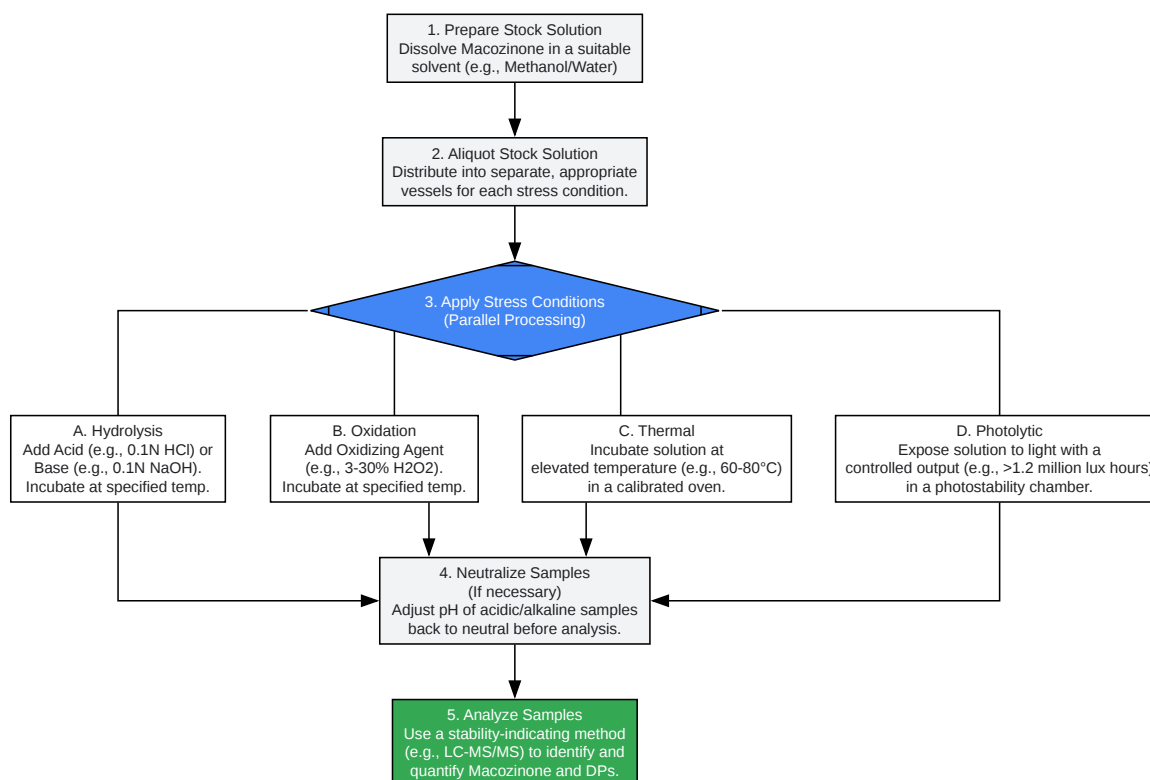 1. Prepare Stock Solution
Dissolve Macozinone in a suitable
solvent (e.g., Methanol/Water)
2. Aliquot Stock Solution
Distribute into separate, appropriate
vessels for each stress condition.
3. Apply Stress Conditions
(Parallel Processing)
A. Hydrolysis
Add Acid (e.g., 0.1N HCl) or
Base (e.g., 0.1N NaOH).
Incubate at specified temp.
B. Oxidation
Add Oxidizing Agent
(e.g., 3-30% H2O2).
Incubate at specified temp.
C. Thermal
Incubate solution at
elevated temperature (e.g., 60-80°C)
in a calibrated oven.
D. Photolytic
Expose solution to light with a
controlled output (e.g., >1.2 million lux hours)
in a photostability chamber.
4. Neutralize Samples
(If necessary)
Adjust pH of acidic/alkaline samples
back to neutral before analysis.
5. Analyze Samples
Use a stability-indicating method
(e.g., LC-MS/MS) to identify and
quantify Macozinone and DPs.